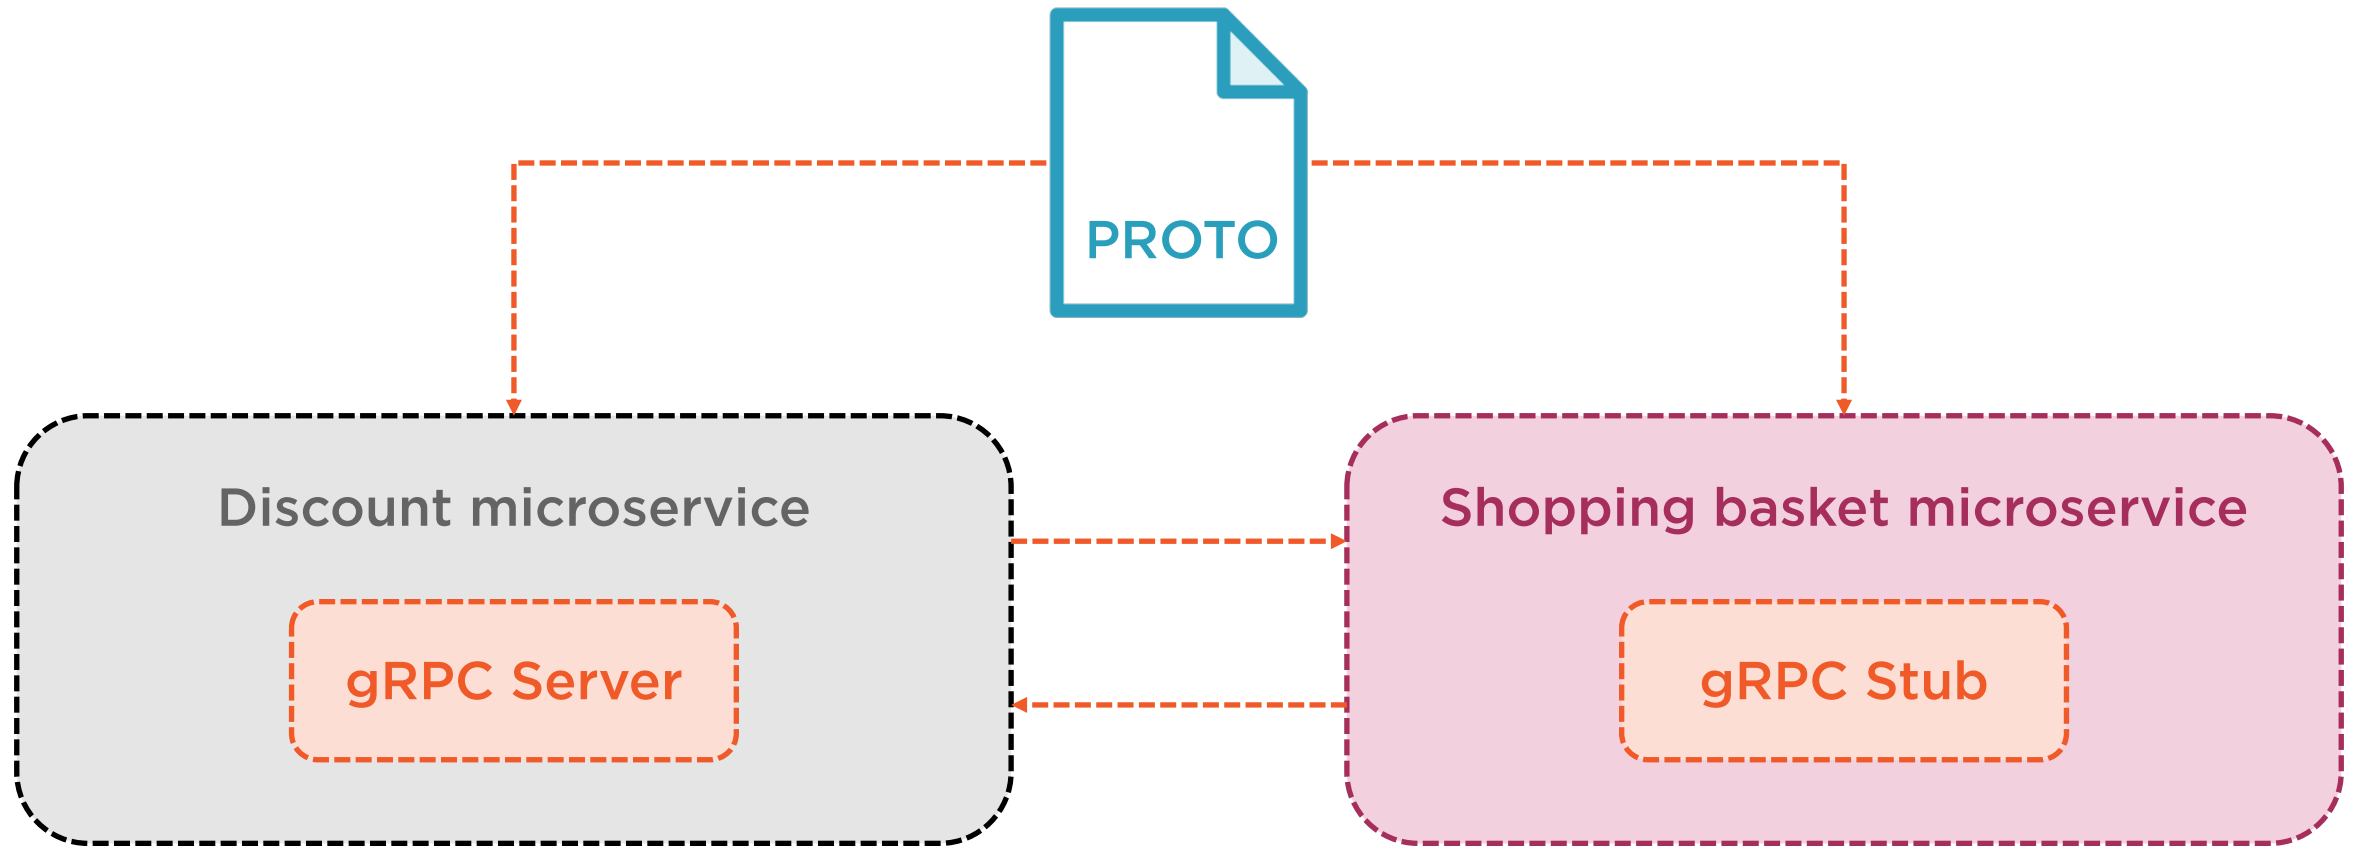 PROTO
Discount microservice
Shopping basket microservice
gRPC Server
gRPC Stub